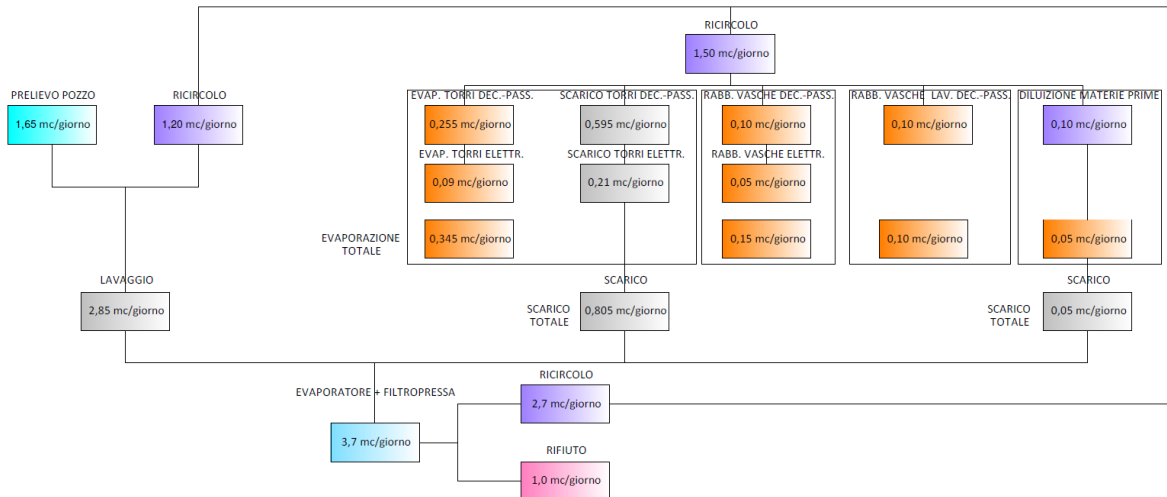 RICIRCOLO
1,50 mc/giorno
PRELIEVO POZZO
1,65 mc/giorno
RICIRCOLO
1,20 mc/giorno
EVAP. TORRI DEC.-PASS.
0,255 mc/giorno
EVAP. TORRI ELETTR.
0,09 mc/giorno
EVAPORAZIONE
TOTALE
0,345 mc/giorno
SCARICO TORRI DEC.-PASS.
0,595 mc/giorno
SCARICO TORRI ELETTR.
0,21 mc/giorno
RABB. VASCHE DEC.-PASS.
0,10 mc/giorno
RABB. VASCHE ELETTR.
0,05 mc/giorno
0,15 mc/giorno
RABB. VASCHE LAV. DEC.-PASS.
0,10 mc/giorno
0,10 mc/giorno
DILUIZIONE MATERIE PRIME
0,10 mc/giorno
0,05 mc/giorno
LAVAGGIO
2,85 mc/giorno
SCARICO
SCARICO
TOTALE
0,805 mc/giorno
SCARICO
SCARICO
TOTALE
0,05 mc/giorno
EVAPORATORE + FILTROPRESSA
3,7 mc/giorno
RICIRCOLO
2,7 mc/giorno
RIFIUTO
1,0 mc/giorno